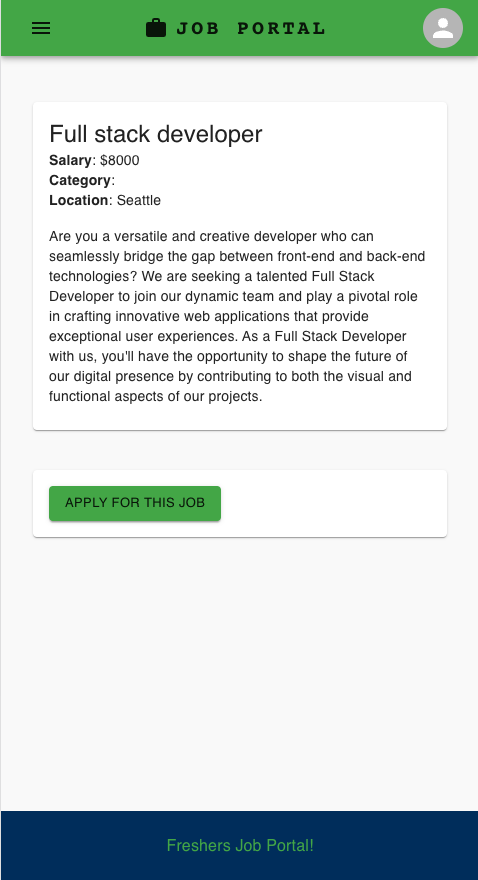 JOB PORTAL
Full stack developer
Salary: $8000
Category:
Location: Seattle
Are you a versatile and creative developer who can
seamlessly bridge the gap between front-end and back-end
technologies? We are seeking a talented Full Stack
Developer to join our dynamic team and play a pivotal role
in crafting innovative web applications that provide
exceptional user experiences. As a Full Stack Developer
with us, you'll have the opportunity to shape the future of
our digital presence by contributing to both the visual and
functional aspects of our projects.
APPLY FOR THIS JOB
Freshers Job Portal!